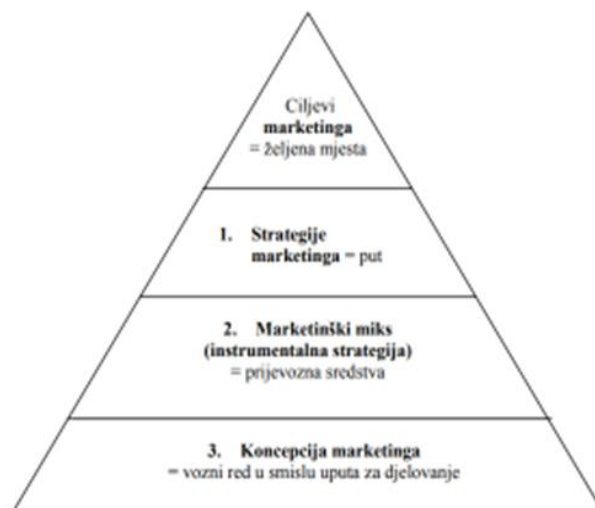 Ciljevi
marketinga
= željena mjesta
1. Strategije
marketinga = put
2. Marketinški miks
(instrumentalna strategija)
= prijevozna sredstva
3. Koncepcija marketinga
= vozni red u smislu uputa za djelovanje